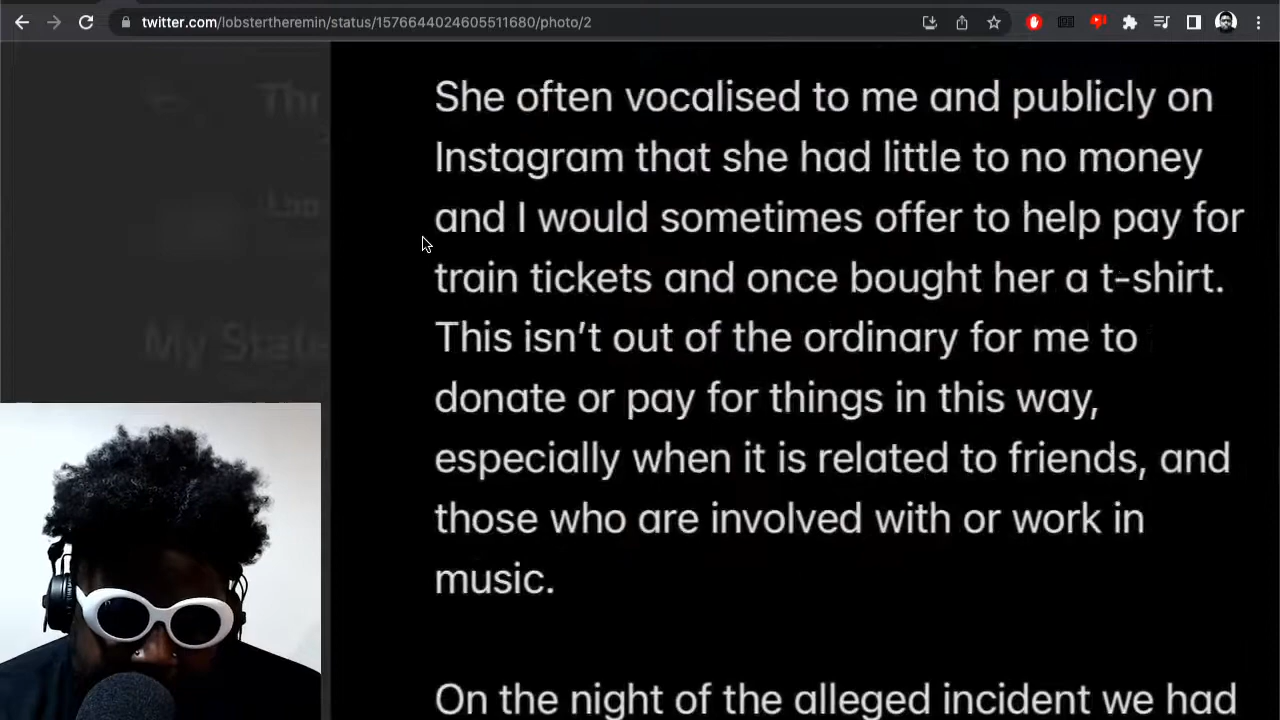 twitter.com/lobstertheremin/status/1576644024605511680/photo/2
She often vocalised to me and publicly on
Instagram that she had little to no money
and I would sometimes offer to help pay for
train tickets and once bought her a t-shirt.
This isn't out of the ordinary for me to
donate or pay for things in this way,
especially when it is related to friends, and
those who are involved with or work in
music.
On the night of the alleged incident we had